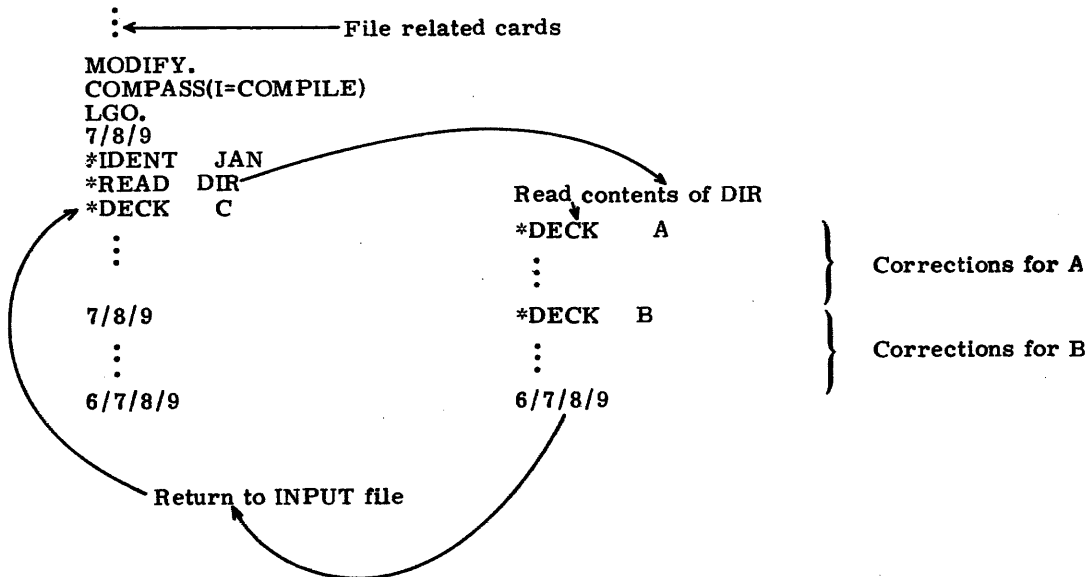 File related cards
MODIFY.
COMPASS(I=COMPILE)
LGO.
7/8/9
*IDENT JAN
*READ DIR
*DECK C
7/8/9
6/7/8/9
Read contents of DIR
*DECK A
Corrections for A
*DECK B
Corrections for B
6/7/8/9
Return to INPUT file